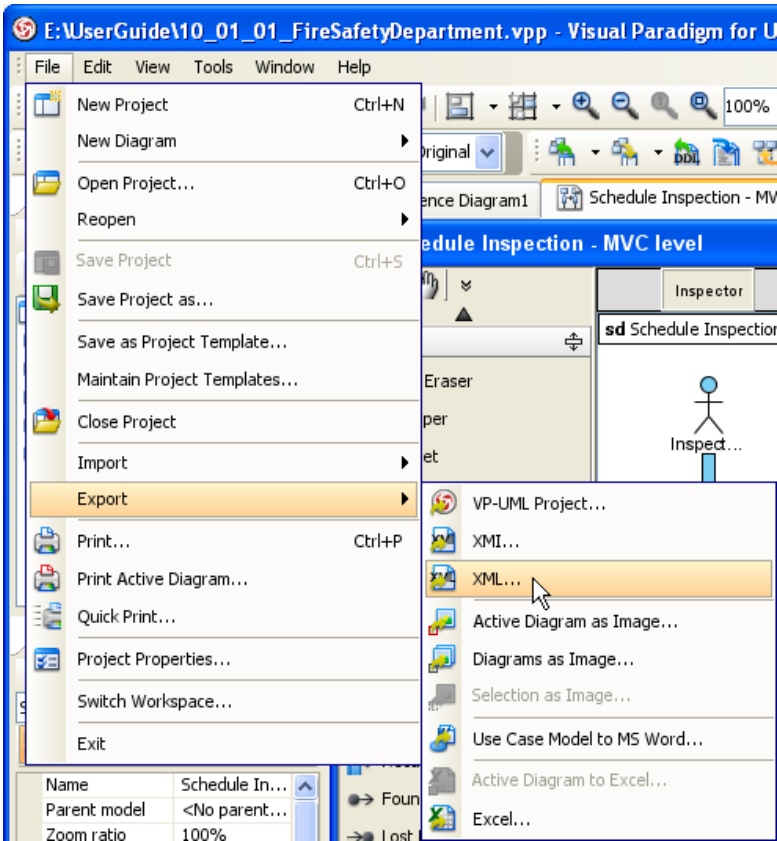 E:\UserGuide\10_01_01_FireSafetyDepartment.vpp - Visual Paradigm for U
File Edit View Tools Window Help
New Project Ctrl+N
100%
New Diagram
Original
DDL
Open Project... Ctrl+O
ence Diagram1 Schedule Inspection - MV
Reopen
edule Inspection - MVC level
Save Project Ctrl+S
Inspector
Save Project as...
sd Schedule Inspection
Save as Project Template...
Maintain Project Templates...
Eraser
per
Close Project
Inspect...
Import
et
Export
VP-UML Project...
Print... Ctrl+P
XMI...
Print Active Diagram...
XML...
Quick Print...
Active Diagram as Image...
Project Properties...
Diagrams as Image...
Switch Workspace...
Selection as Image...
Exit
Use Case Model to MS Word...
Name Schedule In...
Active Diagram to Excel...
Parent model <No parent...
Foun
Excel...
Zoom ratio 100%
Lost